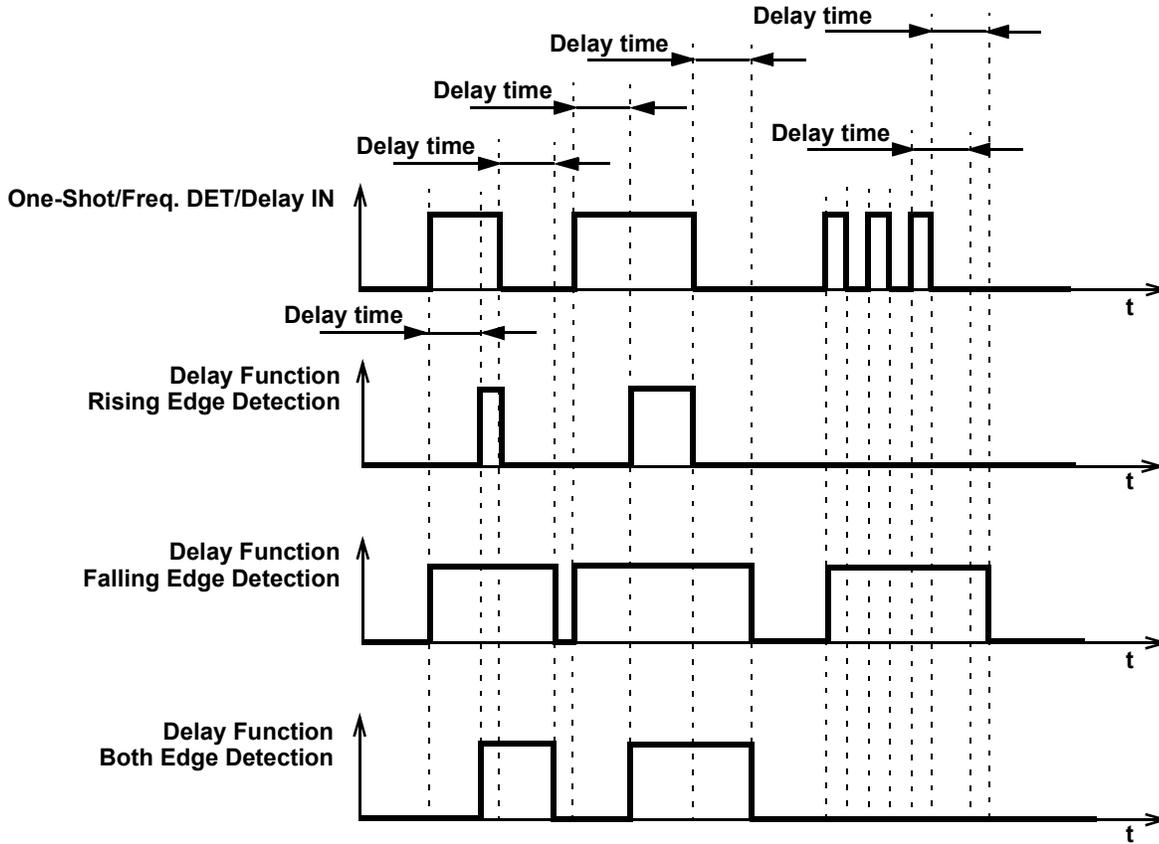 Delay time
Delay time
Delay time
Delay time
Delay time
One-Shot/Freq. DET/Delay IN
t
Delay time
Delay Function
Rising Edge Detection
t
Delay Function
Falling Edge Detection
t
Delay Function
Both Edge Detection
t